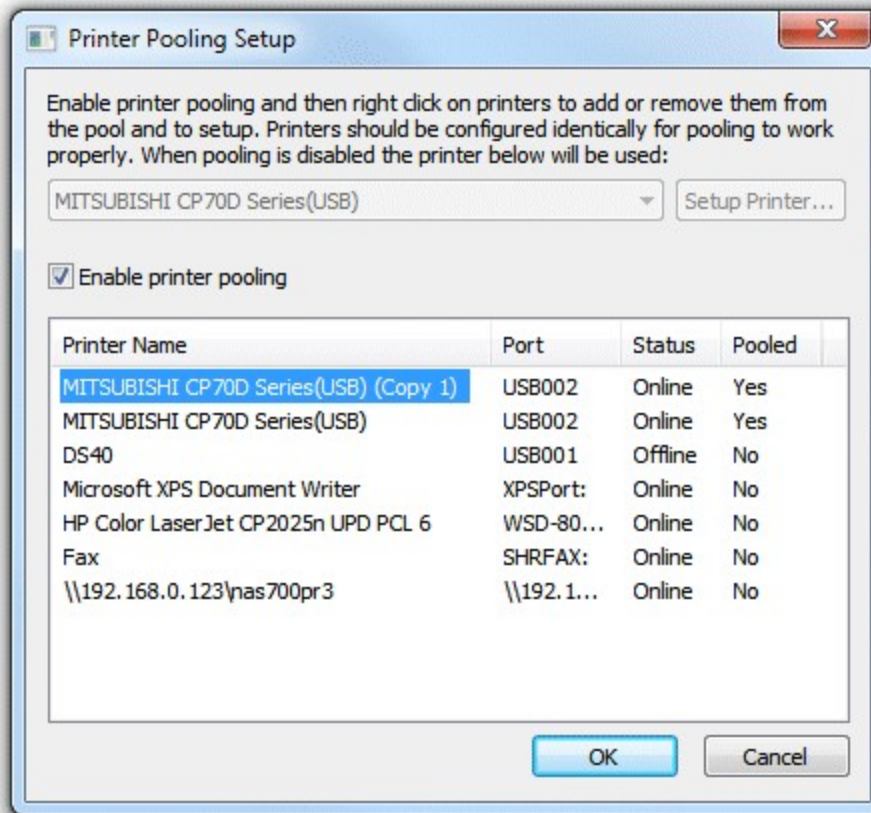 Printer Pooling Setup
Enable printer pooling and then right click on printers to add or remove them from
the pool and to setup. Printers should be configured identically for pooling to work
properly. When pooling is disabled the printer below will be used:
MITSUBISHI CP70D Series(USB) Setup Printer...
Enable printer pooling
Printer Name Port Status Pooled
MITSUBISHI CP70D Series(USB) (Copy 1) USB002 Online Yes
MITSUBISHI CP70D Series(USB) USB002 Online Yes
DS40 USB001 Offline No
Microsoft XPS Document Writer XPSPort: Online No
HP Color LaserJet CP2025n UPD PCL 6 WSD-80... Online No
Fax SHRFAX: Online No
\\192.168.0.123\nas700pr3 \\192.1... Online No
OK Cancel